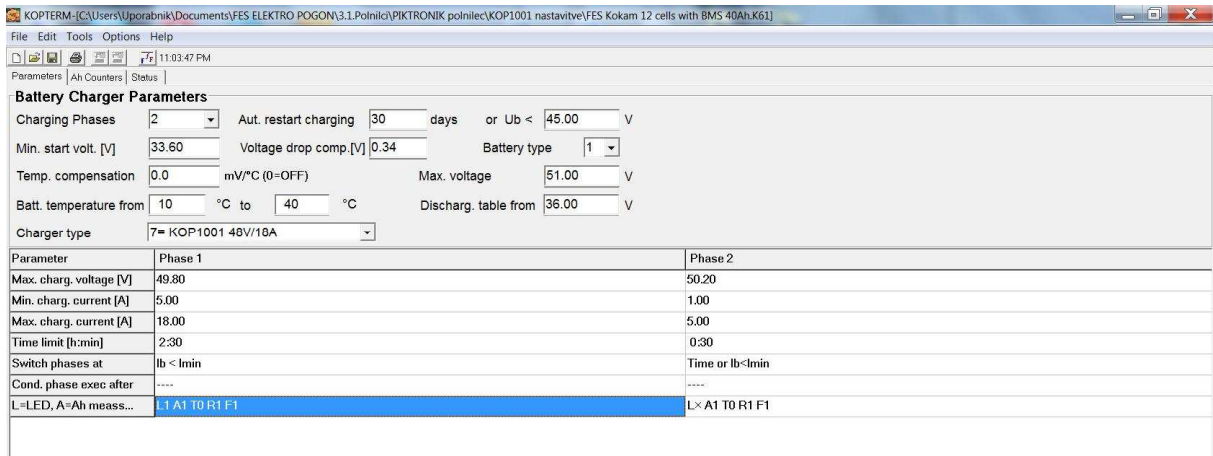 KOPTERM-[C:\Users\Uporabnik\Documents\FES ELEKTRO POGON\3.1.Polnilci\PIKTRONIK polnilec\KOP1001 nastavitve\FES Kokam 12 cells with BMS 40Ah.K61]
File Edit Tools Options Help
11:03:47 PM
Parameters Ah Counters Status
Battery Charger Parameters
Charging Phases 2 Aut. restart charging 30 days or Ub < 45.00 V
Min. start volt. [V] 33.60 Voltage drop comp.[V] 0.34 Battery type 1
Temp. compensation 0.0 mV/°C (0=OFF) Max. voltage 51.00 V
Batt. temperature from 10 °C to 40 °C Discharg. table from 36.00 V
Charger type 7= KOP1001 48V/18A
Parameter Phase 1 Phase 2
Max. charg. voltage [V] 49.80 50.20
Min. charg. current [A] 5.00 1.00
Max. charg. current [A] 18.00 5.00
Time limit [h:min] 2:30 0:30
Switch phases at Ib < Imin Time or Ib<Imin
Cond. phase exec after ---- ----
L=LED, A=Ah meass... L1 A1 T0 R1 F1 L× A1 T0 R1 F1